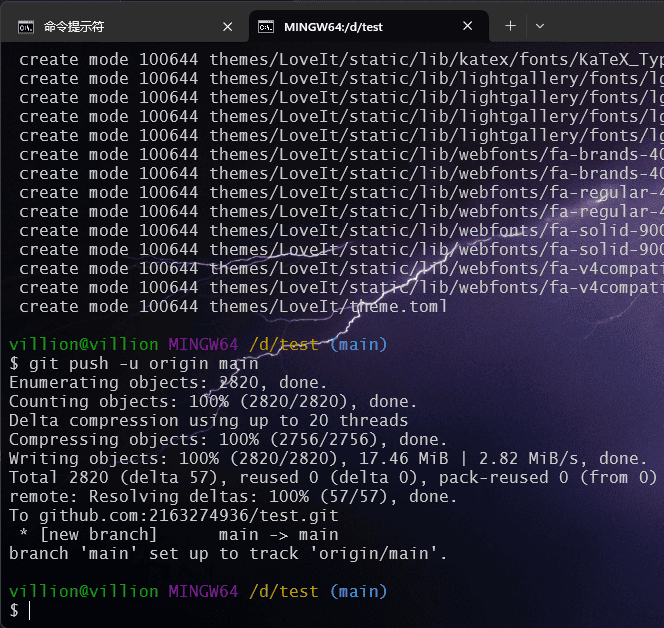 命令提示符
MINGW64:/d/test
create mode 100644 themes/LoveIt/static/lib/katex/fonts/KaTeX_Typ
create mode 100644 themes/LoveIt/static/lib/lightgallery/fonts/lg
create mode 100644 themes/LoveIt/static/lib/lightgallery/fonts/lg
create mode 100644 themes/LoveIt/static/lib/lightgallery/fonts/lg
create mode 100644 themes/LoveIt/static/lib/lightgallery/fonts/lg
create mode 100644 themes/LoveIt/static/lib/webfonts/fa-brands-40
create mode 100644 themes/LoveIt/static/lib/webfonts/fa-brands-40
create mode 100644 themes/LoveIt/static/lib/webfonts/fa-regular-4
create mode 100644 themes/LoveIt/static/lib/webfonts/fa-regular-4
create mode 100644 themes/LoveIt/static/lib/webfonts/fa-solid-900
create mode 100644 themes/LoveIt/static/lib/webfonts/fa-solid-900
create mode 100644 themes/LoveIt/static/lib/webfonts/fa-v4compati
create mode 100644 themes/LoveIt/static/lib/webfonts/fa-v4compati
create mode 100644 themes/LoveIt/theme.toml
villion@villion MINGW64 /d/test (main)
$ git push -u origin main
Enumerating objects: 2820, done.
Counting objects: 100% (2820/2820), done.
Delta compression using up to 20 threads
Compressing objects: 100% (2756/2756), done.
Writing objects: 100% (2820/2820), 17.46 MiB | 2.82 MiB/s, done.
Total 2820 (delta 57), reused 0 (delta 0), pack-reused 0 (from 0)
remote: Resolving deltas: 100% (57/57), done.
To github.com:2163274936/test.git
* [new branch] main -> main
branch 'main' set up to track 'origin/main'.
villion@villion MINGW64 /d/test (main)
$